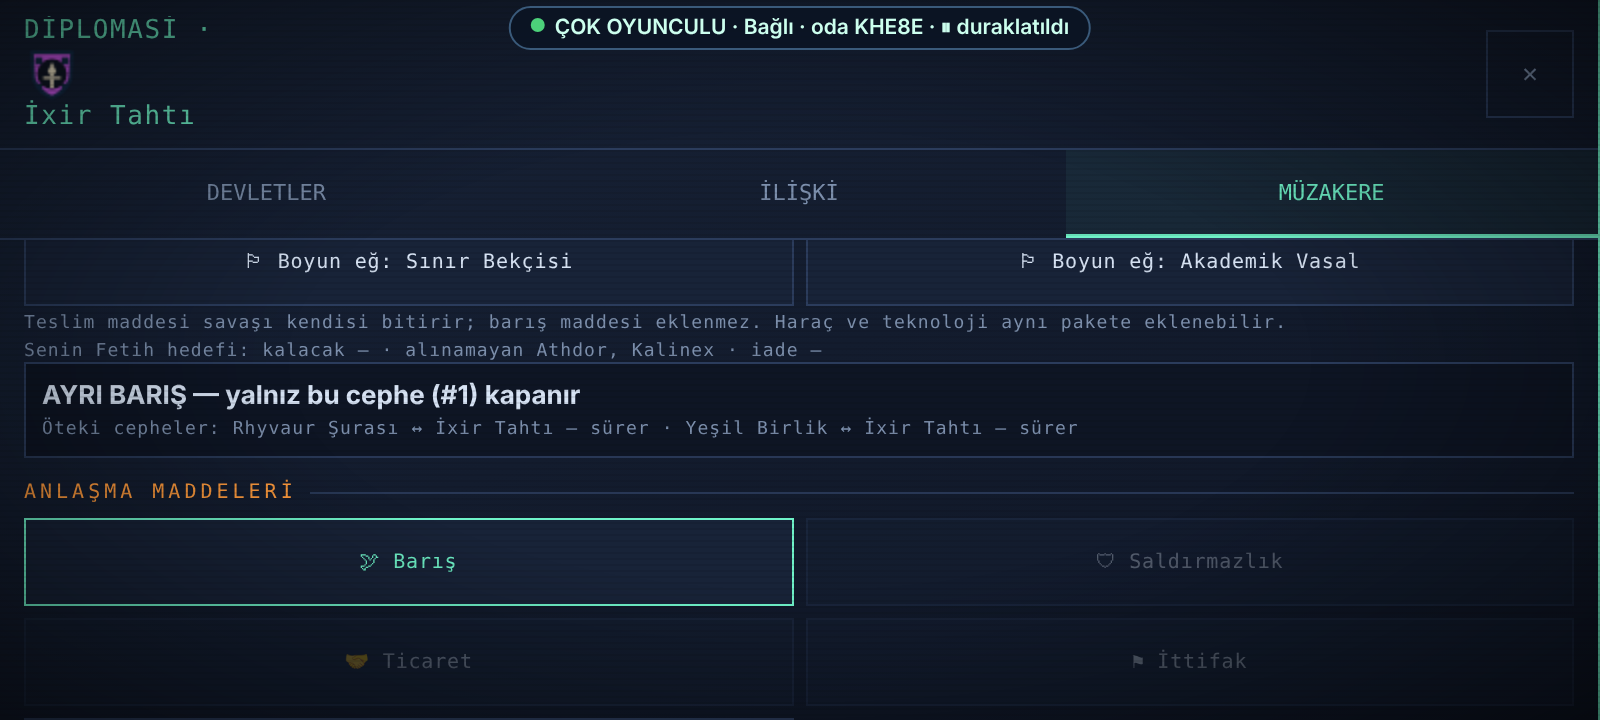 DİPLOMASİ ·
ÇOK OYUNCULU · Bağlı · oda KHE8E · ⏸ duraklatıldı
×
İxir Tahtı
DEVLETLER
İLİŞKİ
MÜZAKERE
Boyun eğ: Sınır Bekçisi
Boyun eğ: Akademik Vasal
Teslim maddesi savaşı kendisi bitirir; barış maddesi eklenmez. Haraç ve teknoloji aynı pakete eklenebilir.
Senin Fetih hedefi: kalacak — · alınamayan Athdor, Kalinex · iade —
AYRI BARIŞ — yalnız bu cephe (#1) kapanır
Öteki cepheler: Rhyvaur Şurası ↔ İxir Tahtı — sürer · Yeşil Birlik ↔ İxir Tahtı — sürer
ANLAŞMA MADDELERİ
Barış
Saldırmazlık
Ticaret
İttifak